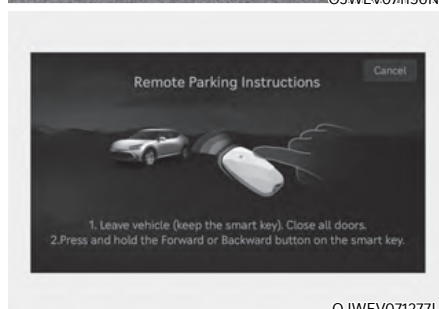 Cancel
Remote Parking Instructions
1. Leave vehicle (keep the smart key). Close all doors.
2.Press and hold the Forward or Backward button on the smart key.